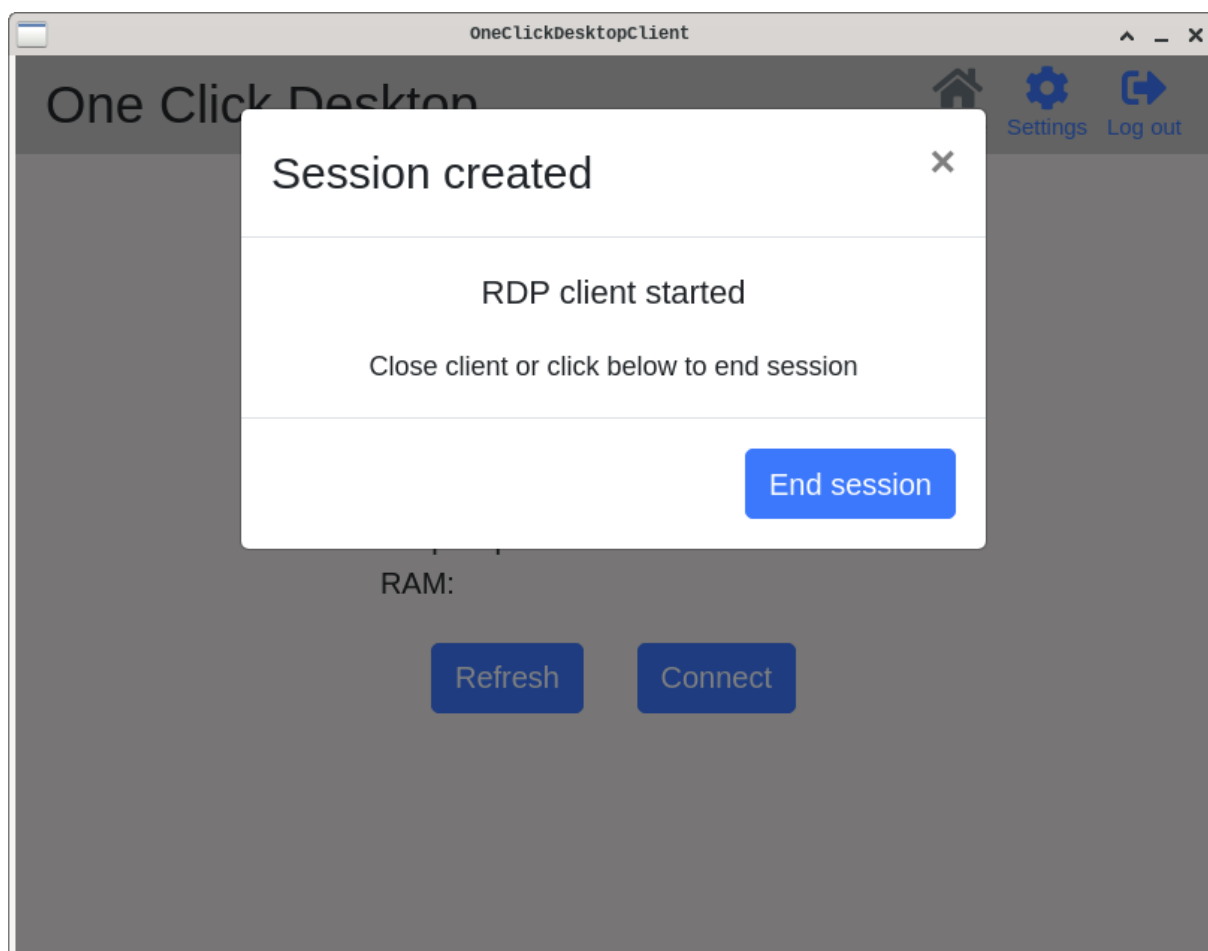 OneClickDesktopClient
One Click Desktop
Settings
Log out
Session created
RDP client started
Close client or click below to end session
End session
RAM:
Refresh
Connect